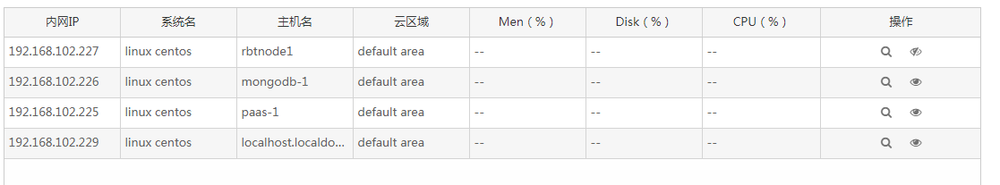 内网IP 系统名 主机名 云区域 Men ( % ) Disk ( % ) CPU ( % ) 操作
192.168.102.227 linux centos rbtnode1 default area -- -- --
192.168.102.226 linux centos mongodb-1 default area -- -- --
192.168.102.225 linux centos paas-1 default area -- -- --
192.168.102.229 linux centos localhost.localdo... default area -- -- --